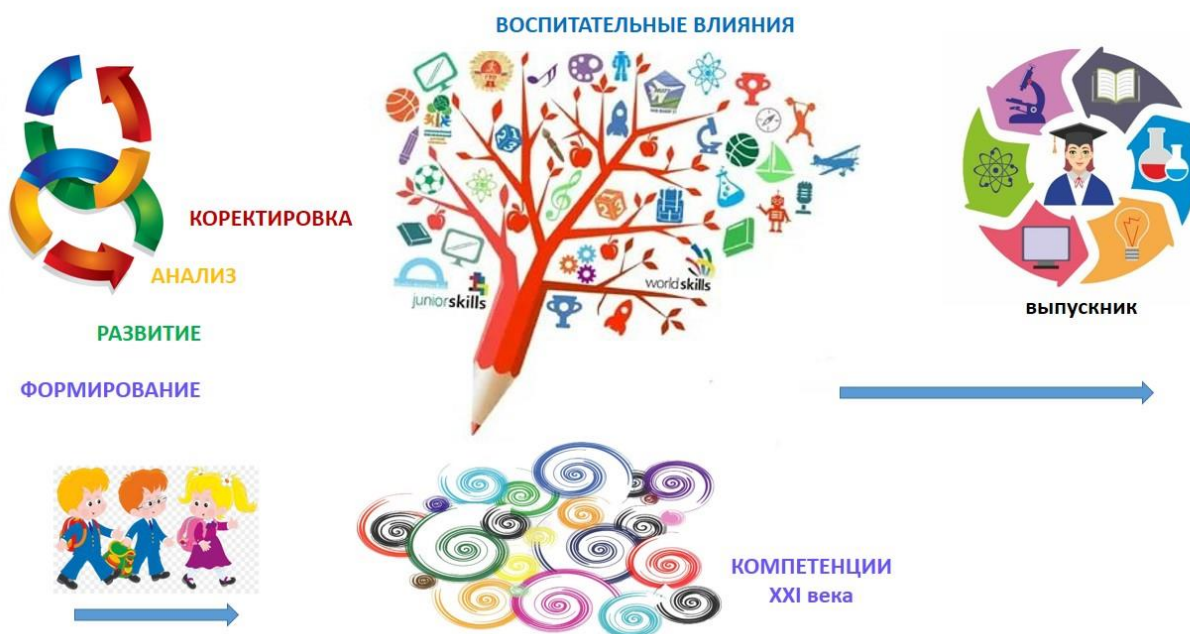 ВОСПИТАТЕЛЬНЫЕ ВЛИЯНИЯ
КОРЕКТИРОВКА
АНАЛИЗ
РАЗВИТИЕ
ФОРМИРОВАНИЕ
juniorskills
worldskills
выпускник
КОМПЕТЕНЦИИ
XXI века